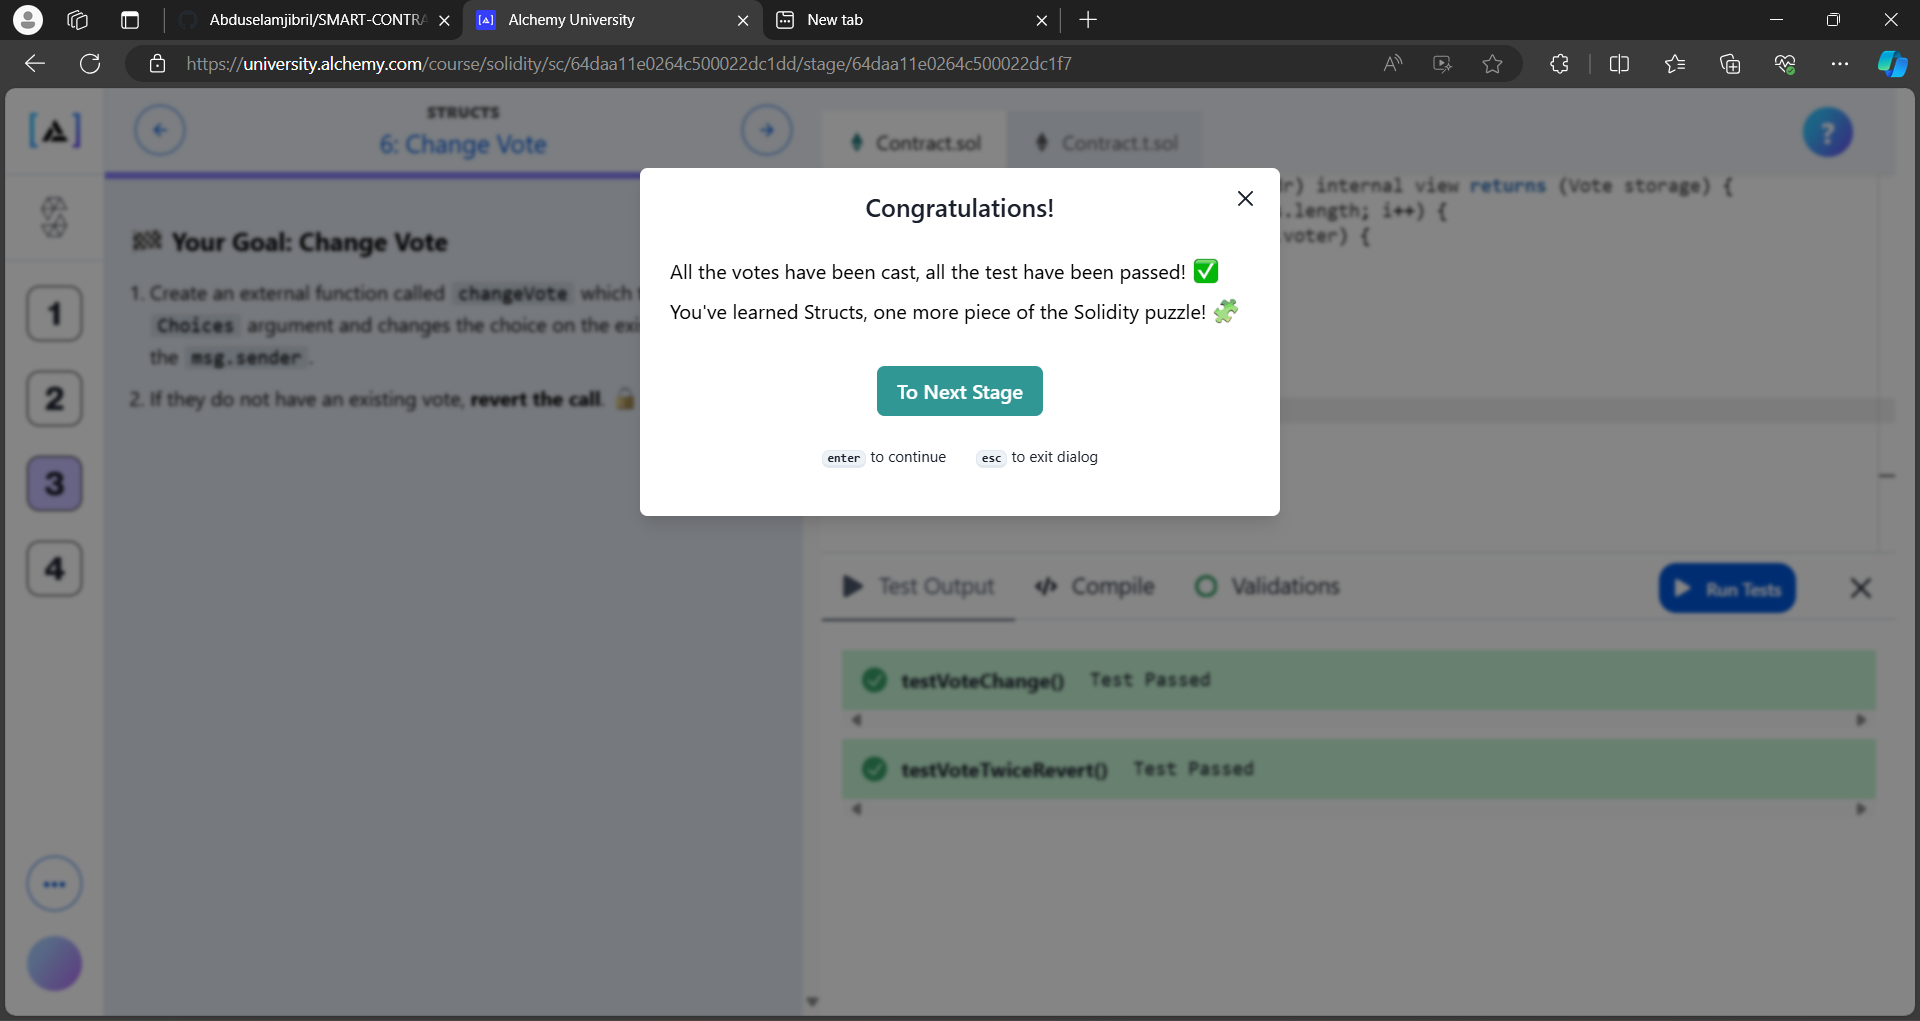 Abduselamjibril/SMART-CONTRA
Alchemy University
New tab
https://university.alchemy.com/course/solidity/sc/64daa11e0264c500022dc1dd/stage/64daa11e0264c500022dc1f7
STRUCTS
6: Change Vote
Contract.sol
Contract.t.sol
?
1
2
3
4
Your Goal: Change Vote
1. Create an external function called changeVote which
Choices argument and changes the choice on the
the msg.sender.
2. If they do not have an existing vote, revert the call.
) internal view returns (Vote storage) {
.length; i++) {
voter) {
Congratulations!
All the votes have been cast, all the test have been passed! ✅
You've learned Structs, one more piece of the Solidity puzzle! 🧩
To Next Stage
enter to continue esc to exit dialog
Test Output
Compile
Validations
Run Tests
testVoteChange() Test Passed
testVoteTwiceRevert() Test Passed